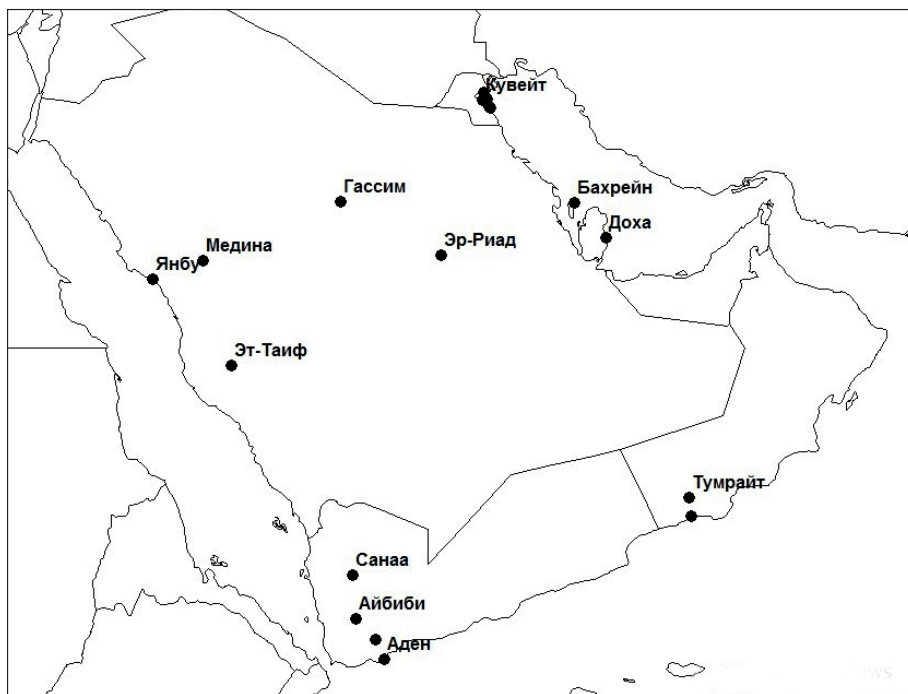 Кувейт
Гассим
Бахрейн
Доха
Эр-Риад
Медина
Янбу
Эт-Таиф
Тумрайт
Санаа
Айбиби
Аден